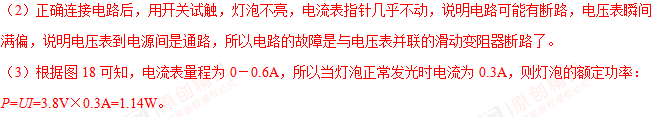 (2)正确连接电路后,用开关试触,灯泡不亮,电流表指针几乎不动,说明电路可能有断路,电压表瞬间
满偏,说明电压表到电源间是通路,所以电路的故障是与电压表并联的滑动变阻器断路了。
(3)根据图 18 可知,电流表量程为 0-0.6A,所以当灯泡正常发光时电流为 0.3A,则灯泡的额定功率:
P=UI=3.8V×0.3A=1.14W。